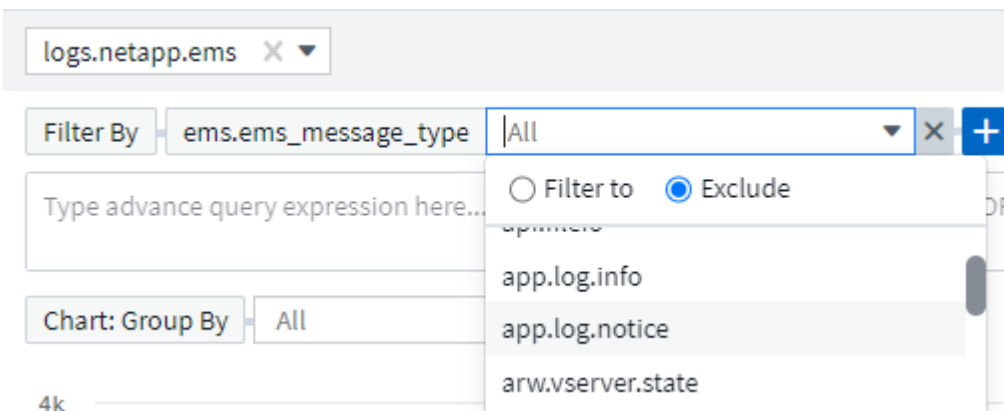 logs.netapp.ems
Filter By ems.ems_message_type All
Filter to Exclude
Type advance query expression here...
app.log.info
Chart: Group By All
app.log.notice
arw.vserver.state
4k